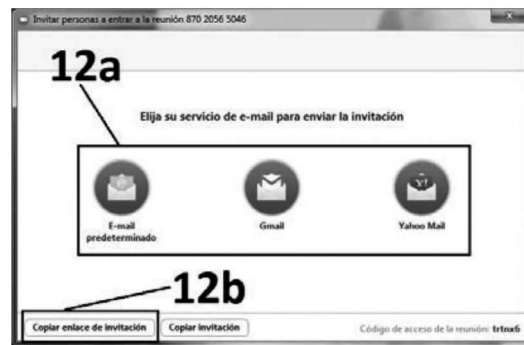 Invitar personas a entrar a la reunión 870 2056 5046
12a
Elija su servicio de e-mail para enviar la invitación
E-mail predeterminado
Gmail
Yahoo Mail
12b
Copiar enlace de invitación
Copiar invitación
Código de acceso de la reunión: trtnx6